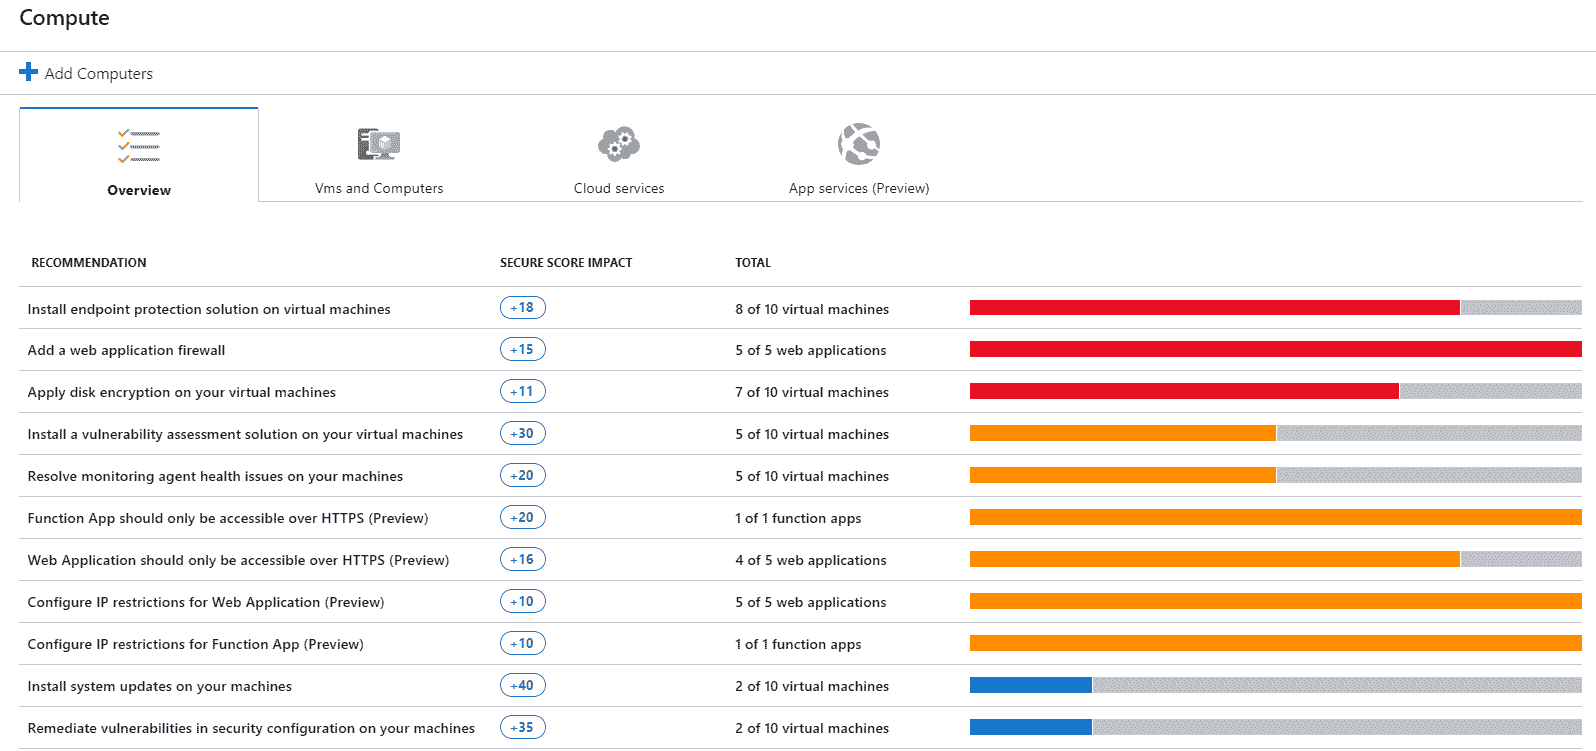 Compute
Add Computers
Overview
Vms and Computers
Cloud services
App services (Preview)
RECOMMENDATION SECURE SCORE IMPACT TOTAL
Install endpoint protection solution on virtual machines +18 8 of 10 virtual machines
Add a web application firewall +15 5 of 5 web applications
Apply disk encryption on your virtual machines +11 7 of 10 virtual machines
Install a vulnerability assessment solution on your virtual machines +30 5 of 10 virtual machines
Resolve monitoring agent health issues on your machines +20 5 of 10 virtual machines
Function App should only be accessible over HTTPS (Preview) +20 1 of 1 function apps
Web Application should only be accessible over HTTPS (Preview) +16 4 of 5 web applications
Configure IP restrictions for Web Application (Preview) +10 5 of 5 web applications
Configure IP restrictions for Function App (Preview) +10 1 of 1 function apps
Install system updates on your machines +40 2 of 10 virtual machines
Remediate vulnerabilities in security configuration on your machines +35 2 of 10 virtual machines